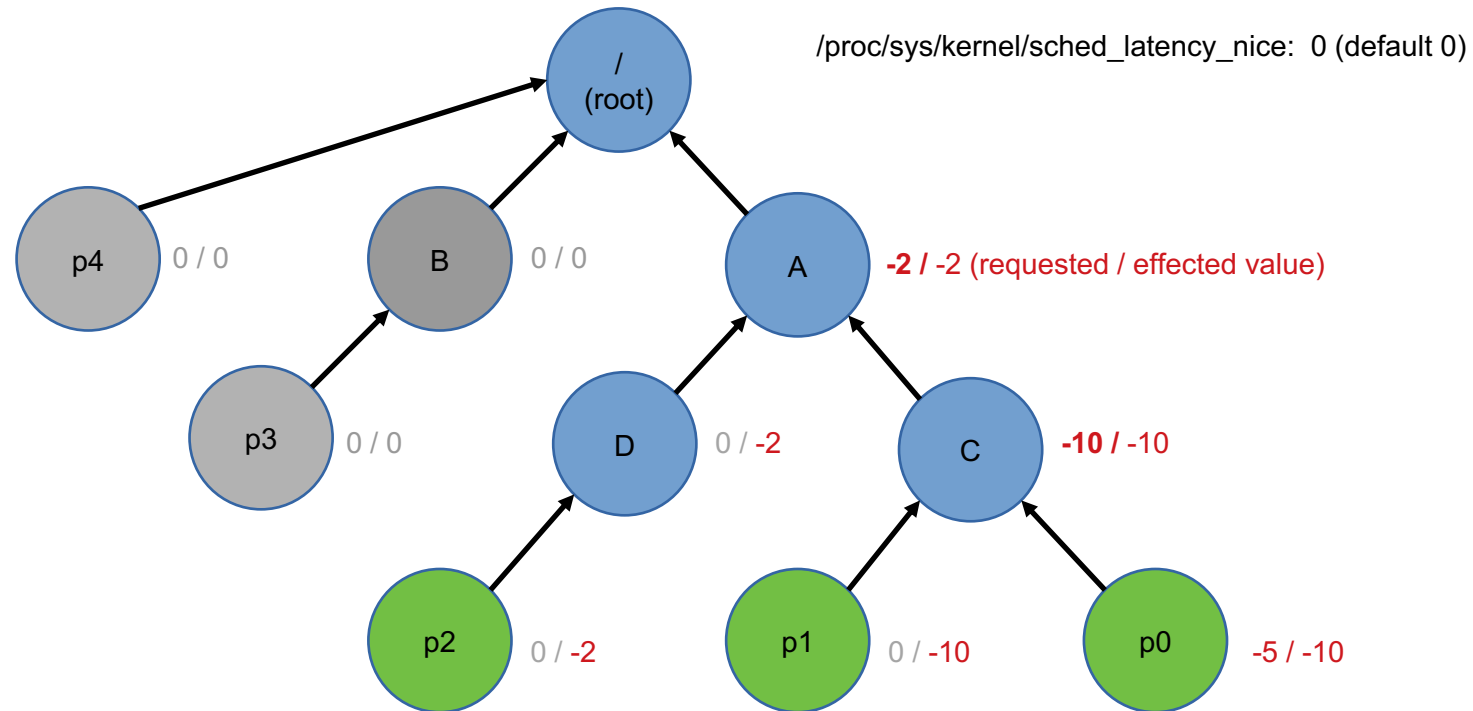 /proc/sys/kernel/sched_latency_nice: 0 (default 0)
/
(root)
p4
0 / 0
B
0 / 0
A
-2 / -2 (requested / effected value)
p3
0 / 0
D
0 / -2
C
-10 / -10
p2
0 / -2
p1
0 / -10
p0
-5 / -10